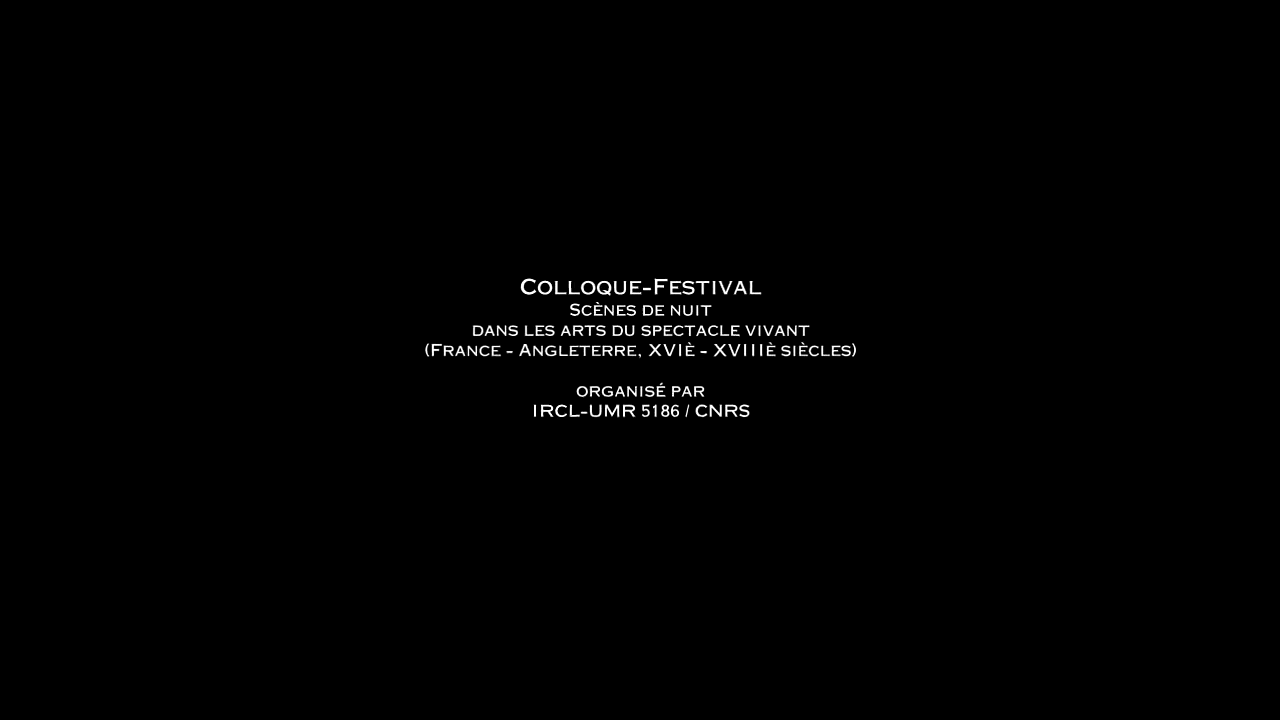 Colloque-Festival
Scènes de nuit
dans les arts du spectacle vivant
(France - Angleterre, XVIè - XVIIIè siècles)
organisé par
IRCL-UMR 5186 / CNRS